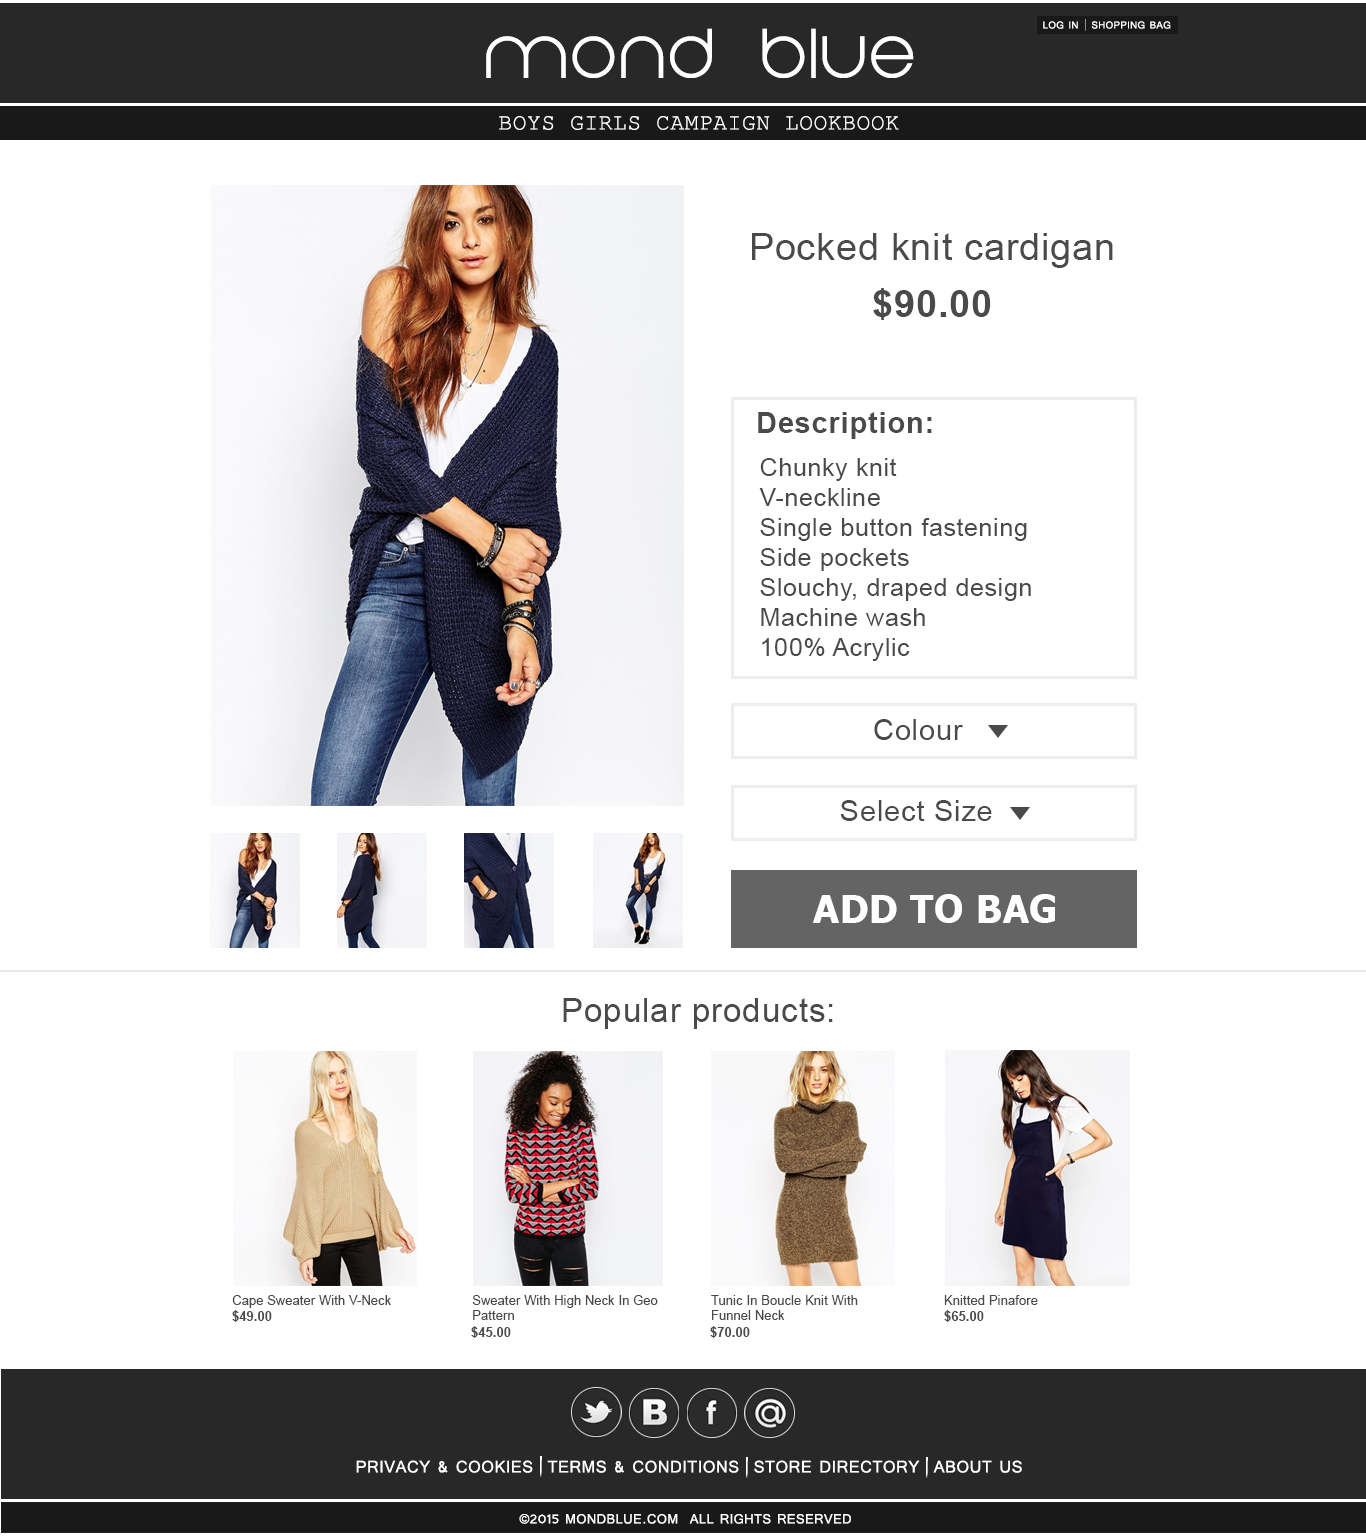 LOG IN | SHOPPING BAG
mond blue
BOYS GIRLS CAMPAIGN LOOKBOOK
Pocked knit cardigan
$90.00
Description:
Chunky knit
V-neckline
Single button fastening
Side pockets
Slouchy, draped design
Machine wash
100% Acrylic
Colour
Select Size
ADD TO BAG
Popular products:
Cape Sweater With V-Neck
$49.00
Sweater With High Neck In Geo
Pattern
$45.00
Tunic In Boucle Knit With
Funnel Neck
$70.00
Knitted Pinafore
$65.00
B f @
PRIVACY & COOKIES | TERMS & CONDITIONS | STORE DIRECTORY | ABOUT US
©2015 MONDBLUE.COM ALL RIGHTS RESERVED